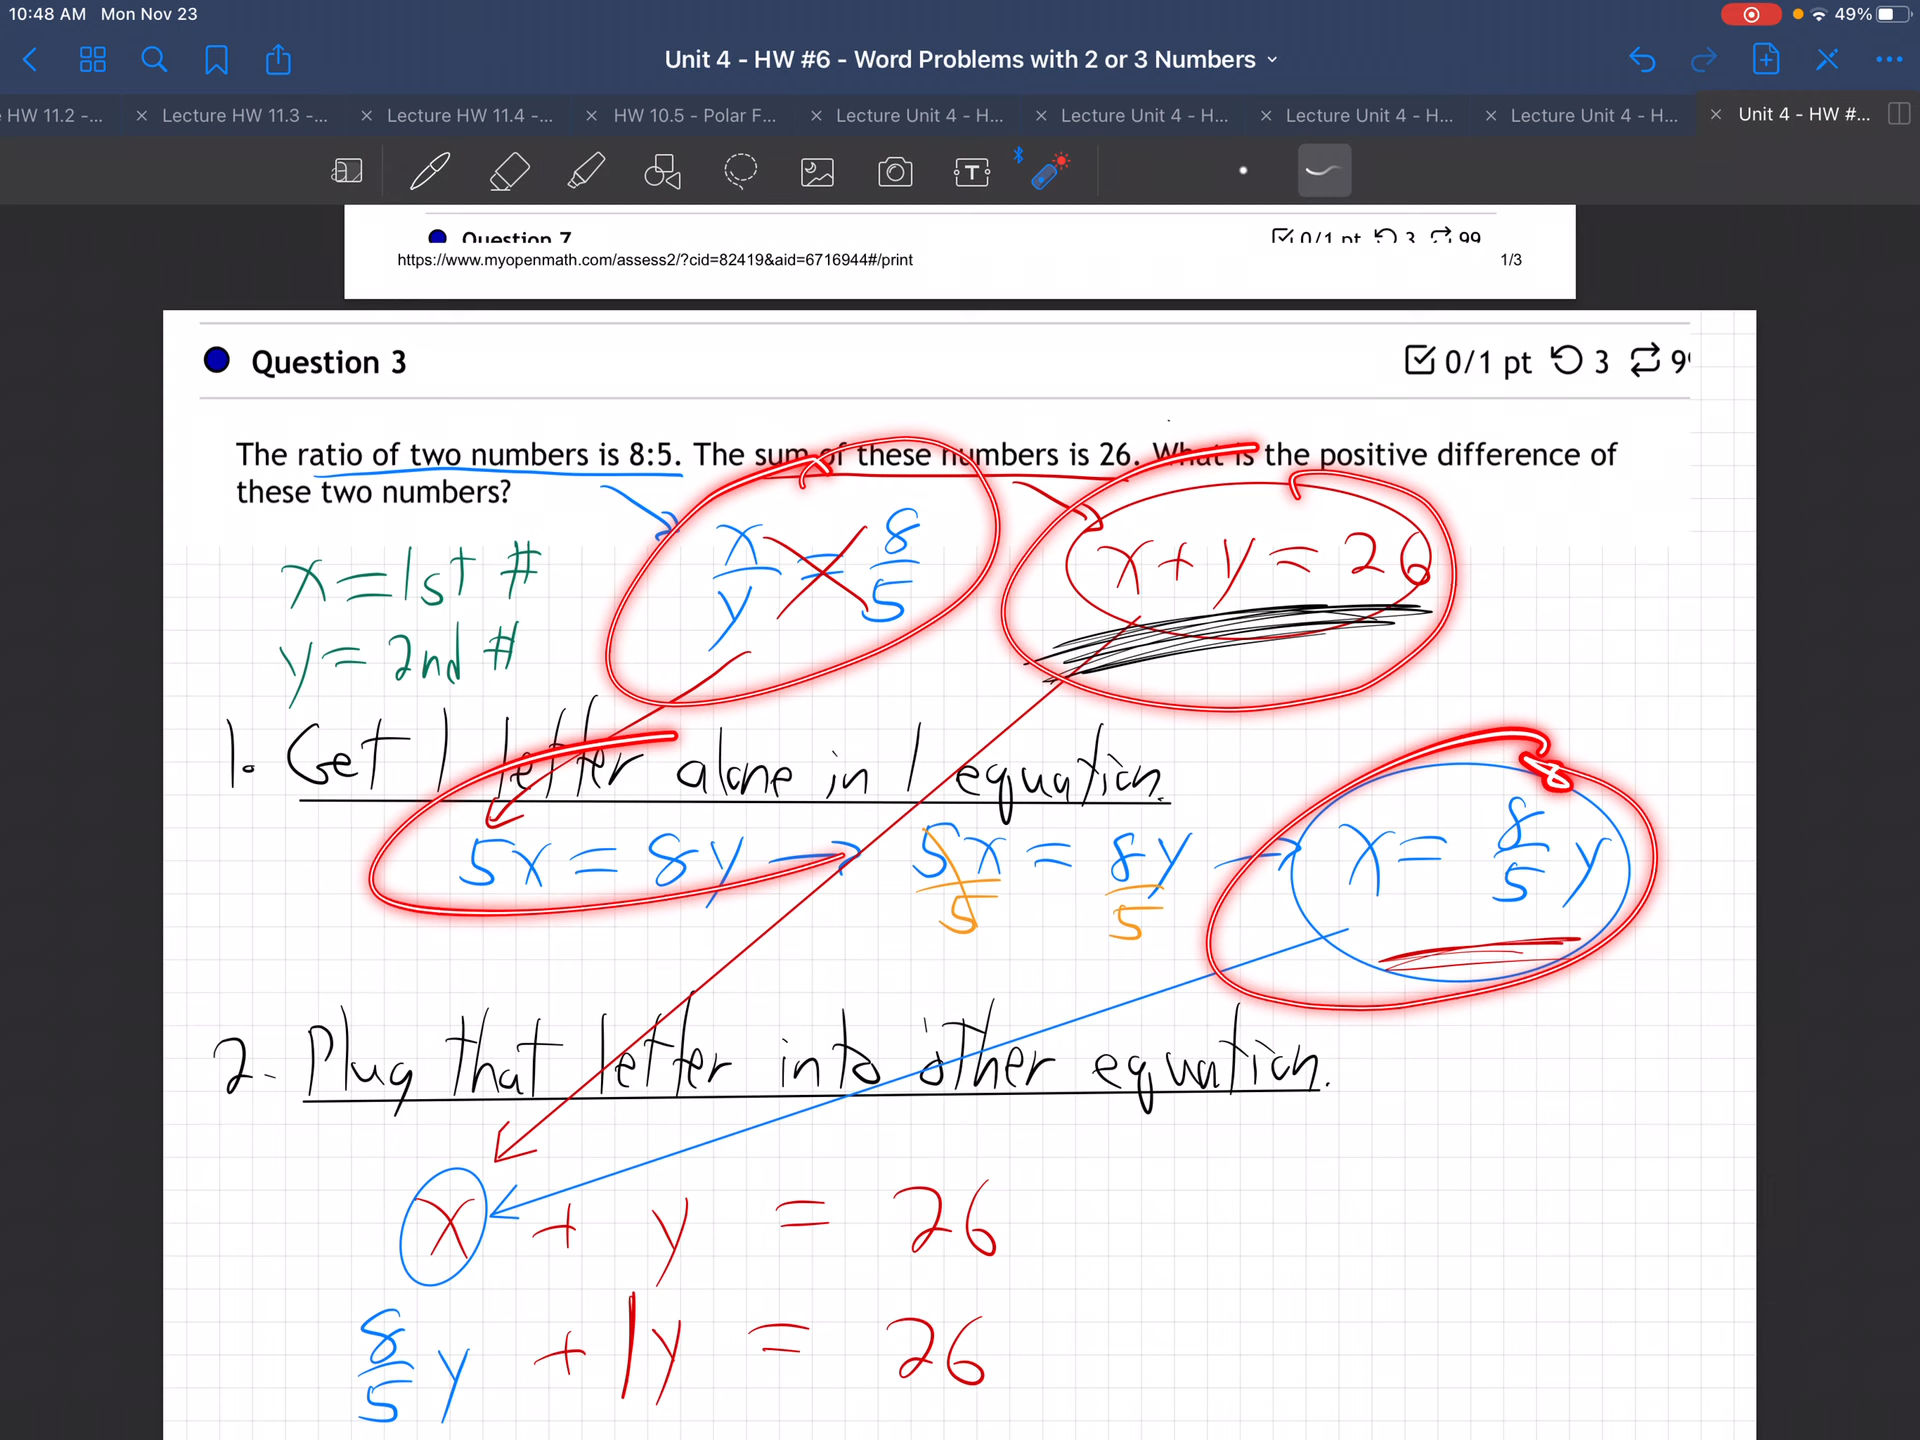 10:48 AM Mon Nov 23
49%
Unit 4 - HW #6 - Word Problems with 2 or 3 Numbers
HW 11.2 -... × Lecture HW 11.3 -... × Lecture HW 11.4 -... × HW 10.5 - Polar F... × Lecture Unit 4 - H... × Lecture Unit 4 - H... × Lecture Unit 4 - H... × Lecture Unit 4 - H... × Unit 4 - HW #...
Question 7 0/1 pt 3 99
https://www.myopenmath.com/assess2/?cid=82419&aid=6716944#/print 1/3
Question 3 0/1 pt 3 9
The ratio of two numbers is 8:5. The sum of these numbers is 26. What is the positive difference of
these two numbers?
x/y = 8/5 x + y = 26
x = 1st #
y = 2nd #
1. Get 1 letter alone in 1 equation.
5x = 8y → 5x/5 = 8y/5 → x = 8/5 y
2. Plug that letter into other equation.
x + y = 26
8/5 y + 1y = 26